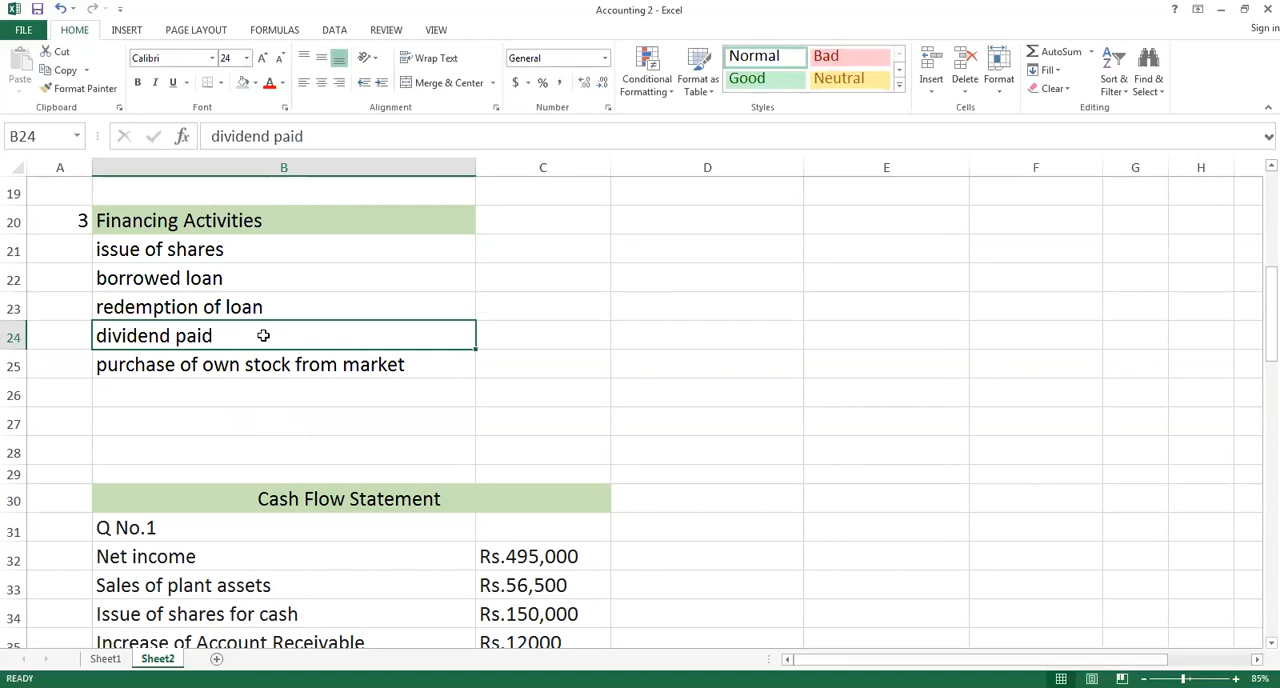 Accounting 2 - Excel
Sign in
FILE HOME INSERT PAGE LAYOUT FORMULAS DATA REVIEW VIEW
Paste
Cut
Copy
Format Painter
Clipboard
Calibri 24
B I U
Font
Wrap Text
Merge & Center
Alignment
General
$ %
Number
Conditional Formatting
Format as Table
Normal Bad
Good Neutral
Styles
Insert Delete Format
Cells
AutoSum
Fill
Clear
Sort & Filter
Find & Select
Editing
B24 fx dividend paid
A B C D E F G H
19
20 3 Financing Activities
21 issue of shares
22 borrowed loan
23 redemption of loan
24 dividend paid
25 purchase of own stock from market
26
27
28
29
30 Cash Flow Statement
31 Q No.1
32 Net income Rs.495,000
33 Sales of plant assets Rs.56,500
34 Issue of shares for cash Rs.150,000
35 Increase of Account Receivable Rs.12000
Sheet1 Sheet2
READY 85%